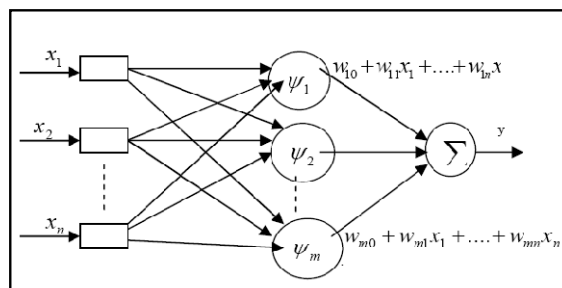 x₁
ψ₁
w₁₀ + w₁₁x₁ + .... + w₁ₙx
x₂
ψ₂
Σ
y
xₙ
ψₘ
wₘ₀ + wₘ₁x₁ + .... + wₘₙxₙ